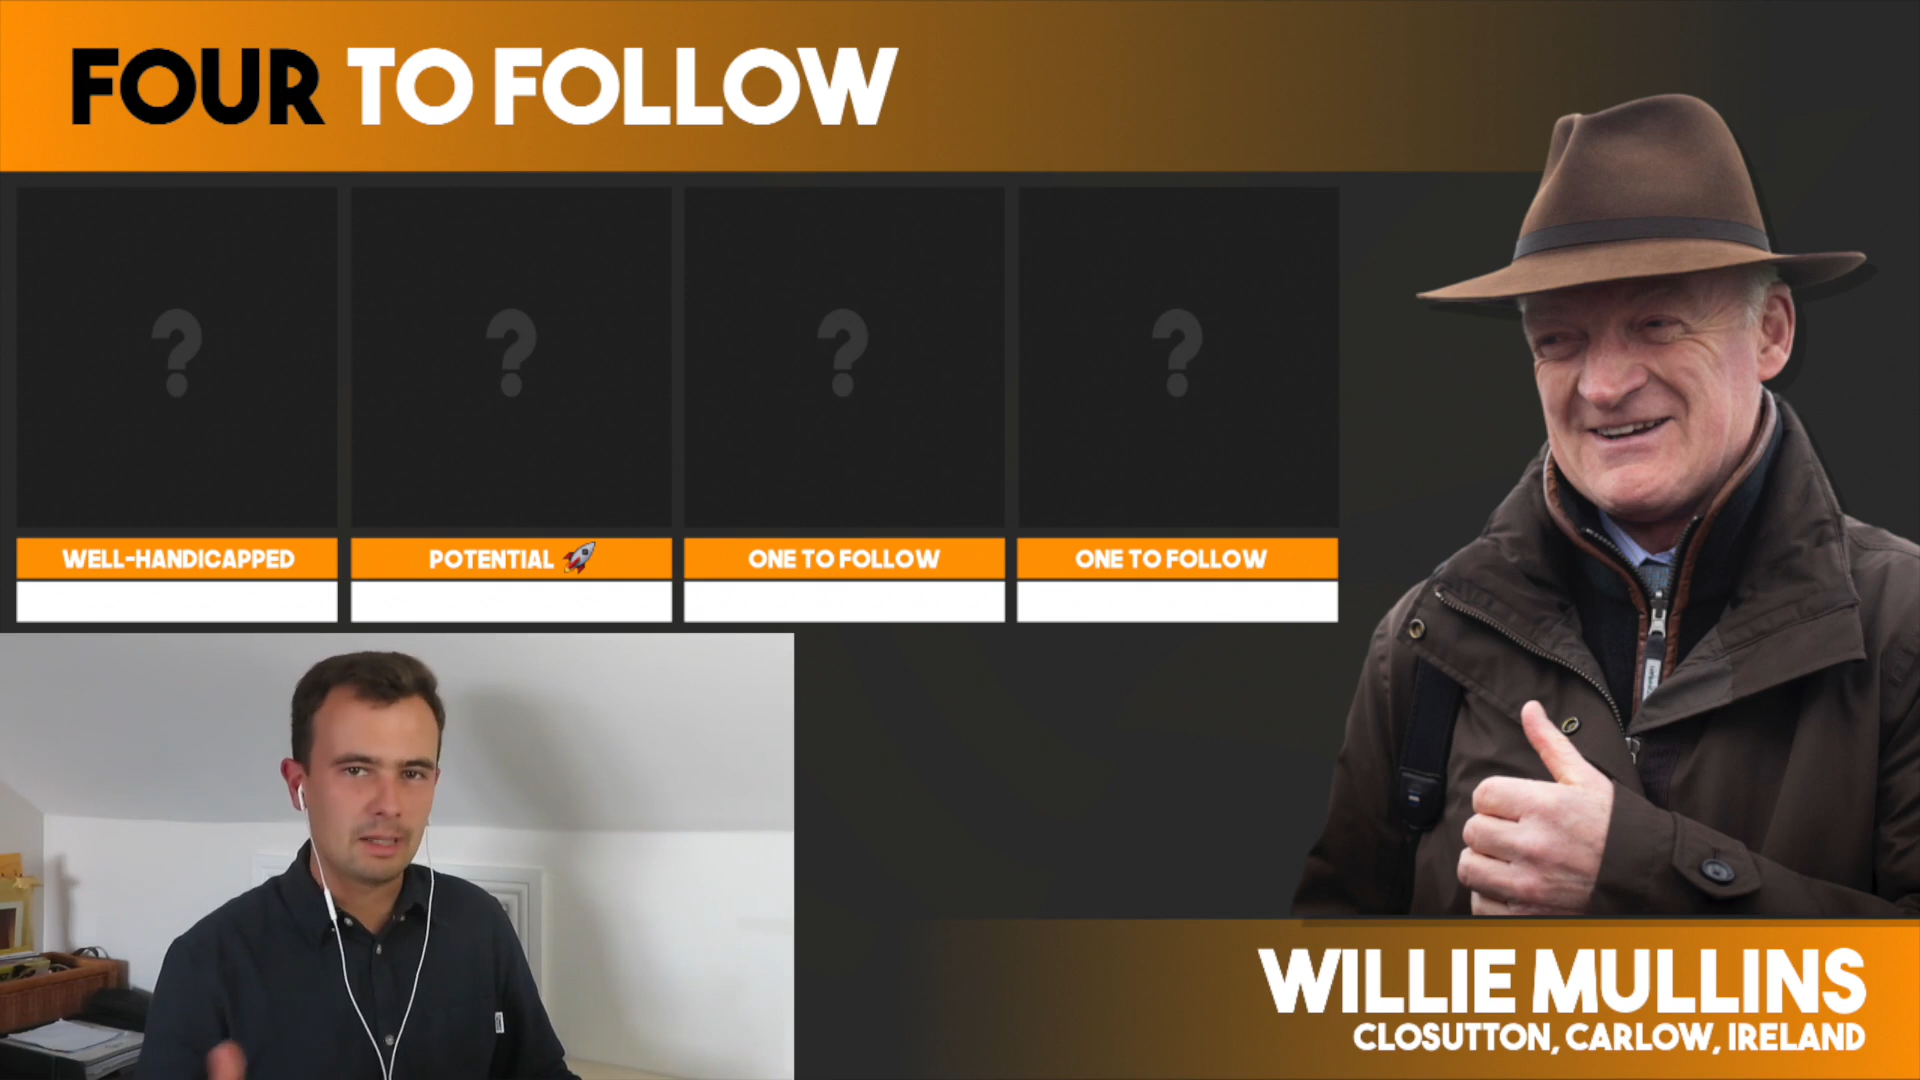 FOUR TO FOLLOW
?
?
?
?
WELL-HANDICAPPED
POTENTIAL 🚀
ONE TO FOLLOW
ONE TO FOLLOW
WILLIE MULLINS
CLOSUTTON, CARLOW, IRELAND